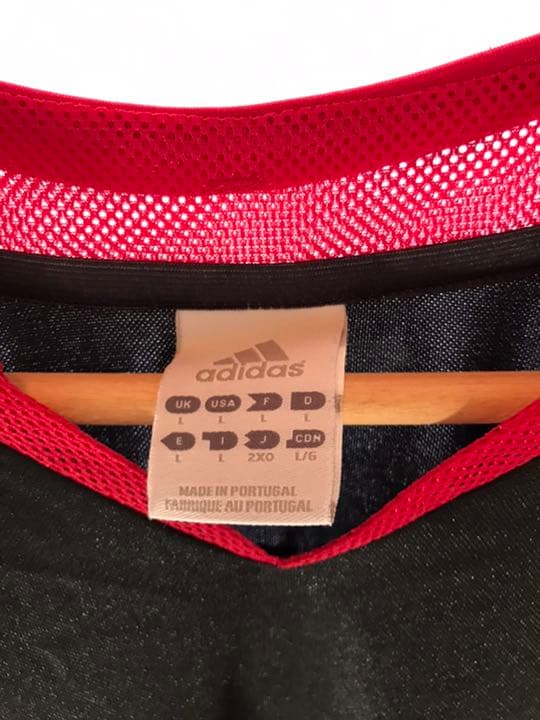 adidas
UK USA F D
L L L L
E I J CDN
L L 2XO L/G
MADE IN PORTUGAL
FABRIQUE AU PORTUGAL